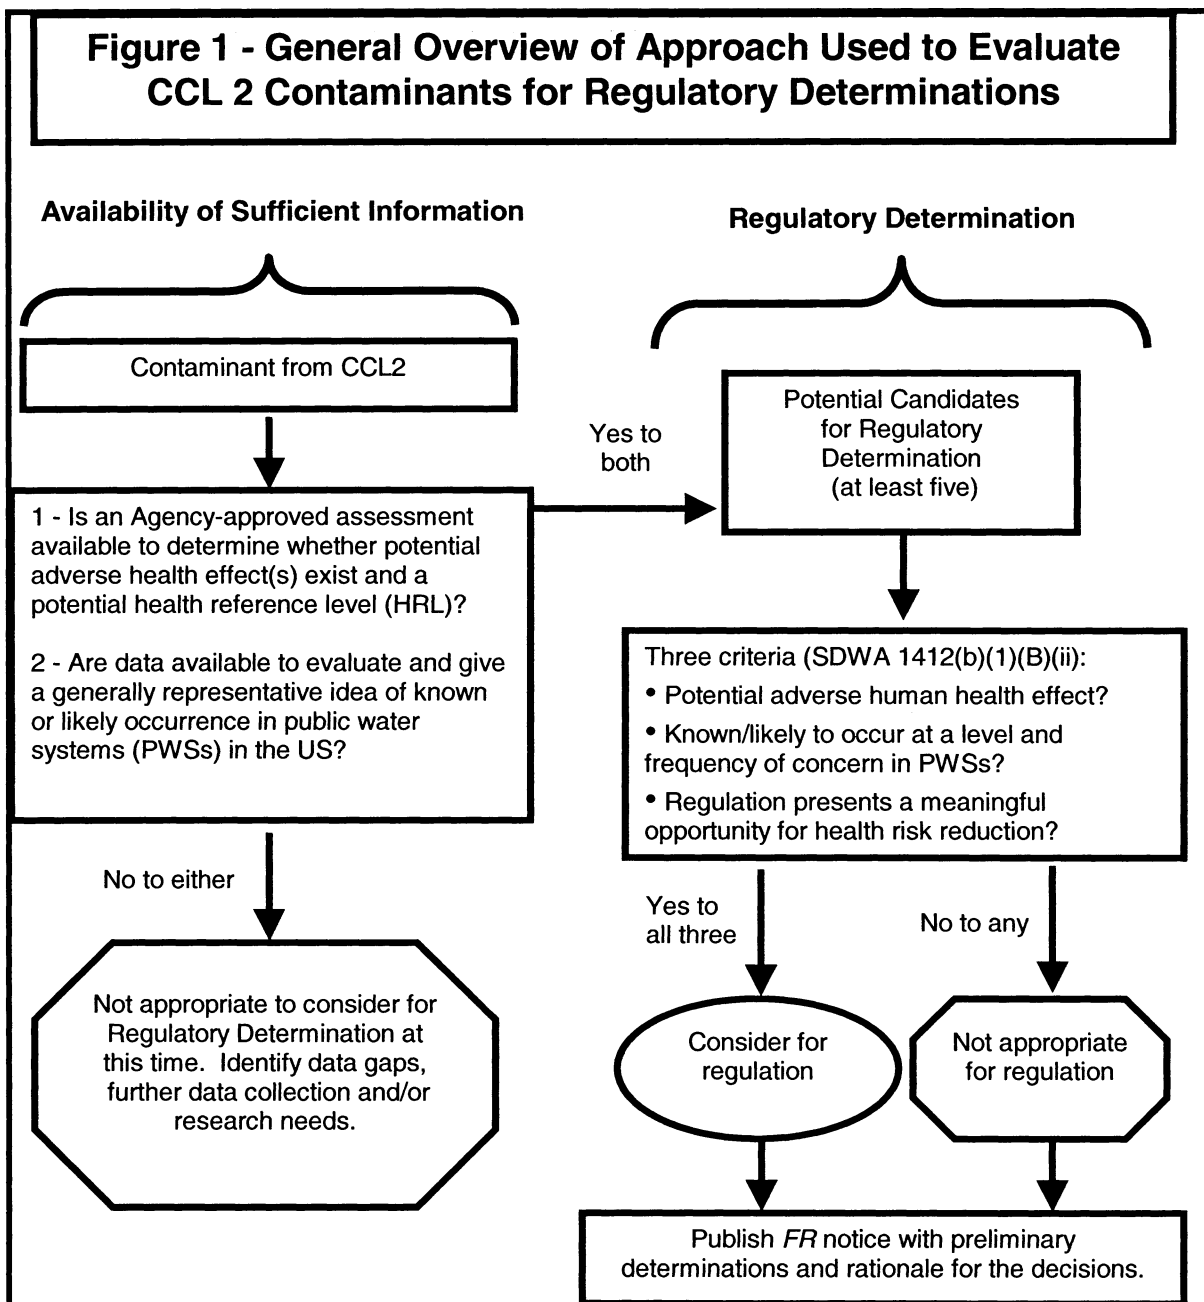 Figure 1 - General Overview of Approach Used to Evaluate
CCL 2 Contaminants for Regulatory Determinations
Availability of Sufficient Information
Contaminant from CCL2
1 - Is an Agency-approved assessment
available to determine whether potential
adverse health effect(s) exist and a
potential health reference level (HRL)?
2 - Are data available to evaluate and give
a generally representative idea of known
or likely occurrence in public water
systems (PWSs) in the US?
No to either
Not appropriate to consider for
Regulatory Determination at
this time. Identify data gaps,
further data collection and/or
research needs.
Yes to
both
Regulatory Determination
Potential Candidates
for Regulatory
Determination
(at least five)
Three criteria (SDWA 1412(b)(1)(B)(ii):
• Potential adverse human health effect?
• Known/likely to occur at a level and
frequency of concern in PWSs?
• Regulation presents a meaningful
opportunity for health risk reduction?
Yes to
all three
No to any
Consider for
regulation
Not appropriate
for regulation
Publish FR notice with preliminary
determinations and rationale for the decisions.